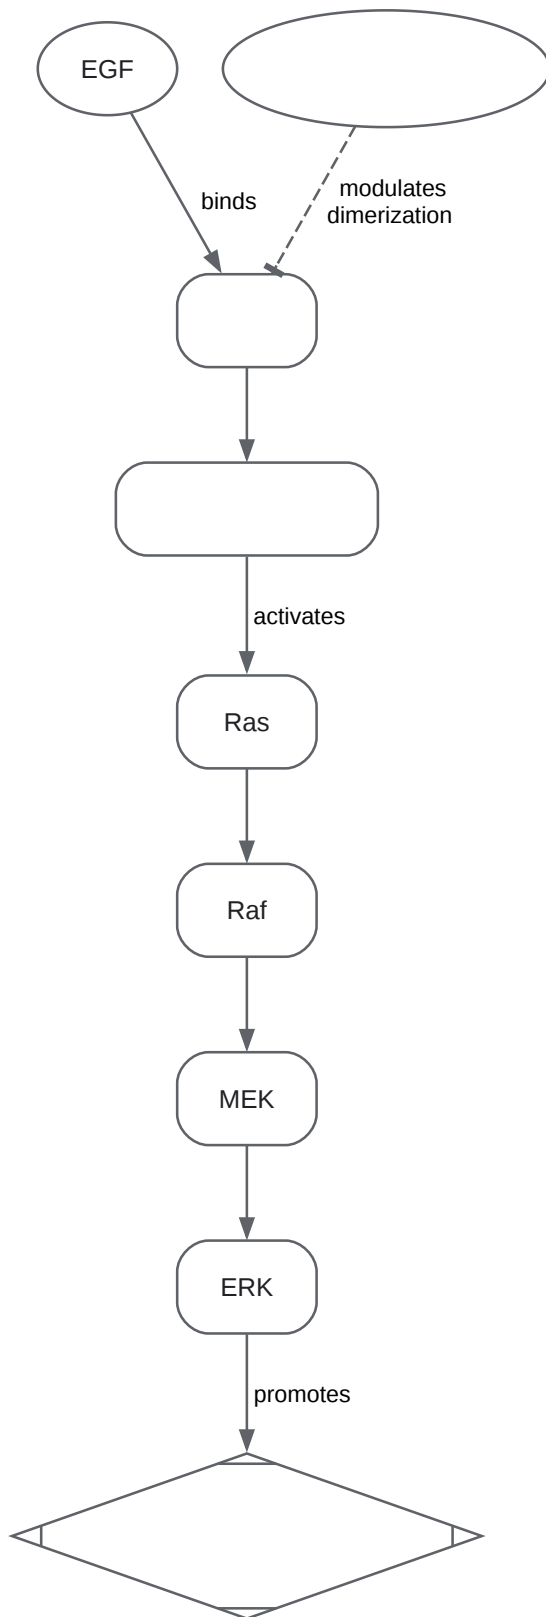 EGF
binds
modulates
dimerization
activates
Ras
Raf
MEK
ERK
promotes